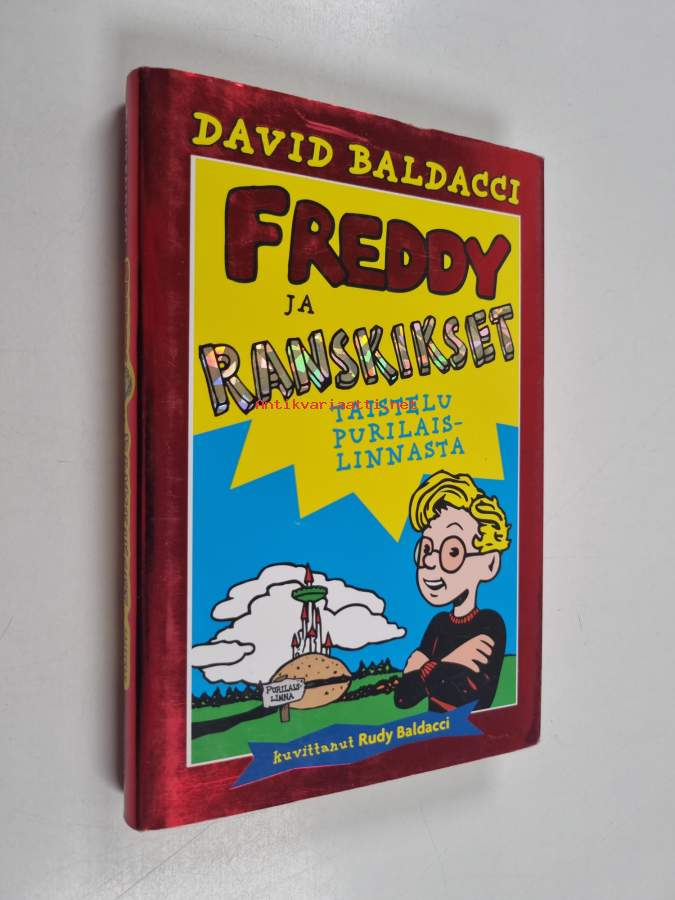 DAVID BALDACCI
FREDDY
JA
RANSKIKSET
Antikvariaatti.net
TAISTELU
PURILAIS-
LINNASTA
PURILAIS-
LINNA
kuvittanut Rudy Baldacci